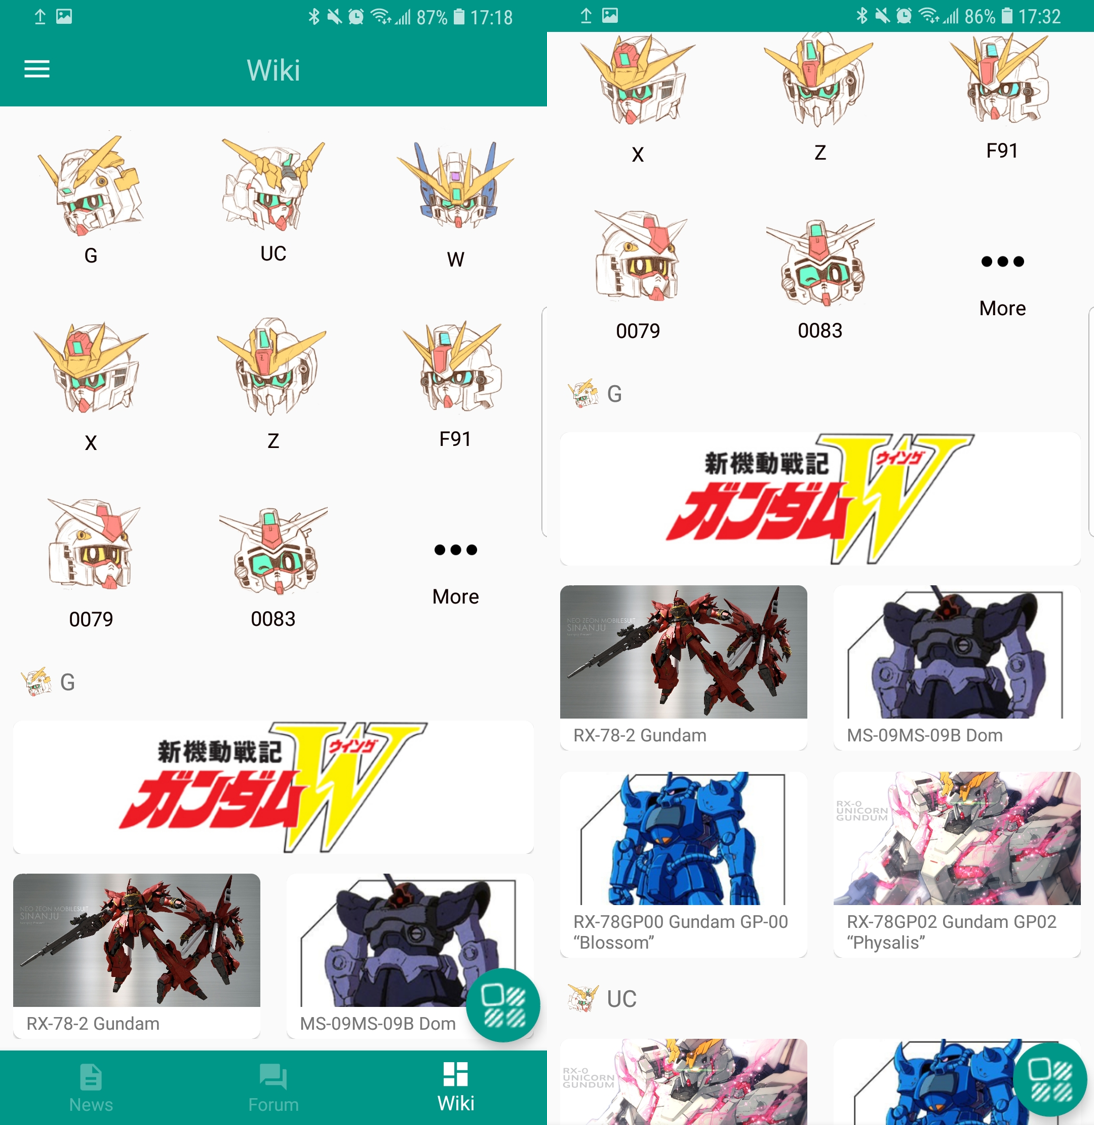 87% 17:18
Wiki
G
UC
W
X
Z
F91
0079
0083
More
G
新機動戦記
ウイング
ガンダムW
NEO ZEON MOBILE SUIT
SINANJU
RX-78-2 Gundam
MS-09MS-09B Dom
News
Forum
Wiki
86% 17:32
X
Z
F91
0079
0083
More
G
新機動戦記
ウイング
ガンダムW
NEO ZEON MOBILE SUIT
SINANJU
RX-78-2 Gundam
MS-09MS-09B Dom
RX-0
UNICORN
GUNDUM
RX-78GP00 Gundam GP-00
“Blossom”
RX-78GP02 Gundam GP02
“Physalis”
UC
RX-0
UNICORN
GUNDUM